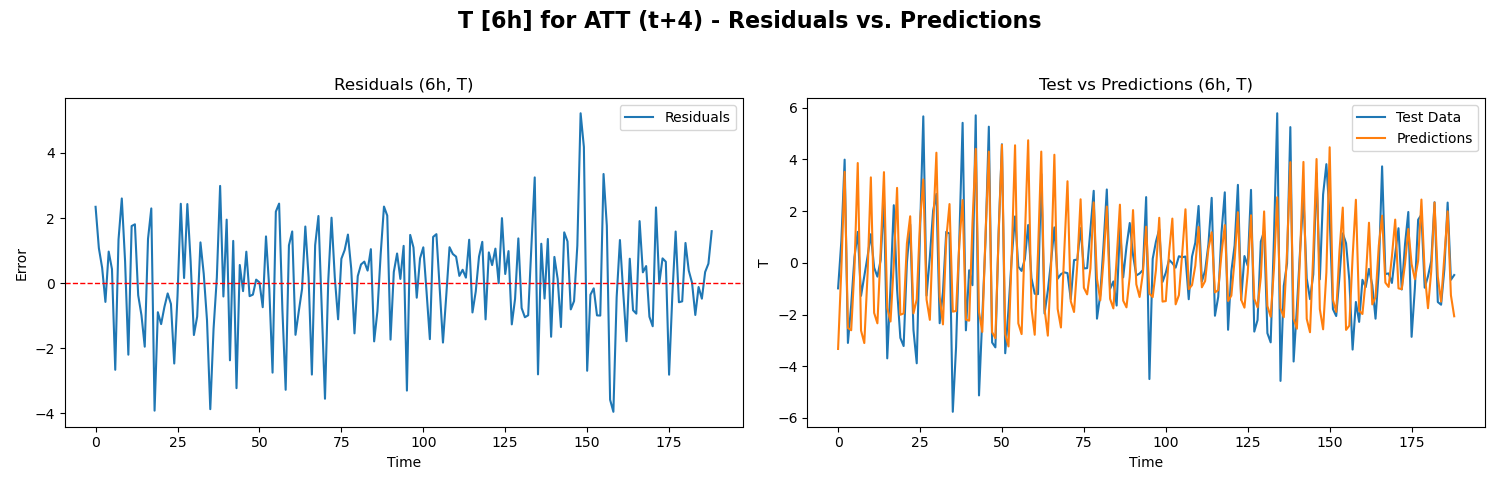 T [6h] for ATT (t+4) - Residuals vs. Predictions
Residuals (6h, T)
Residuals
Error
4
2
0
−2
−4
0
25
50
75
100
125
150
175
Time
Test vs Predictions (6h, T)
Test Data
Predictions
T
6
4
2
0
−2
−4
−6
0
25
50
75
100
125
150
175
Time